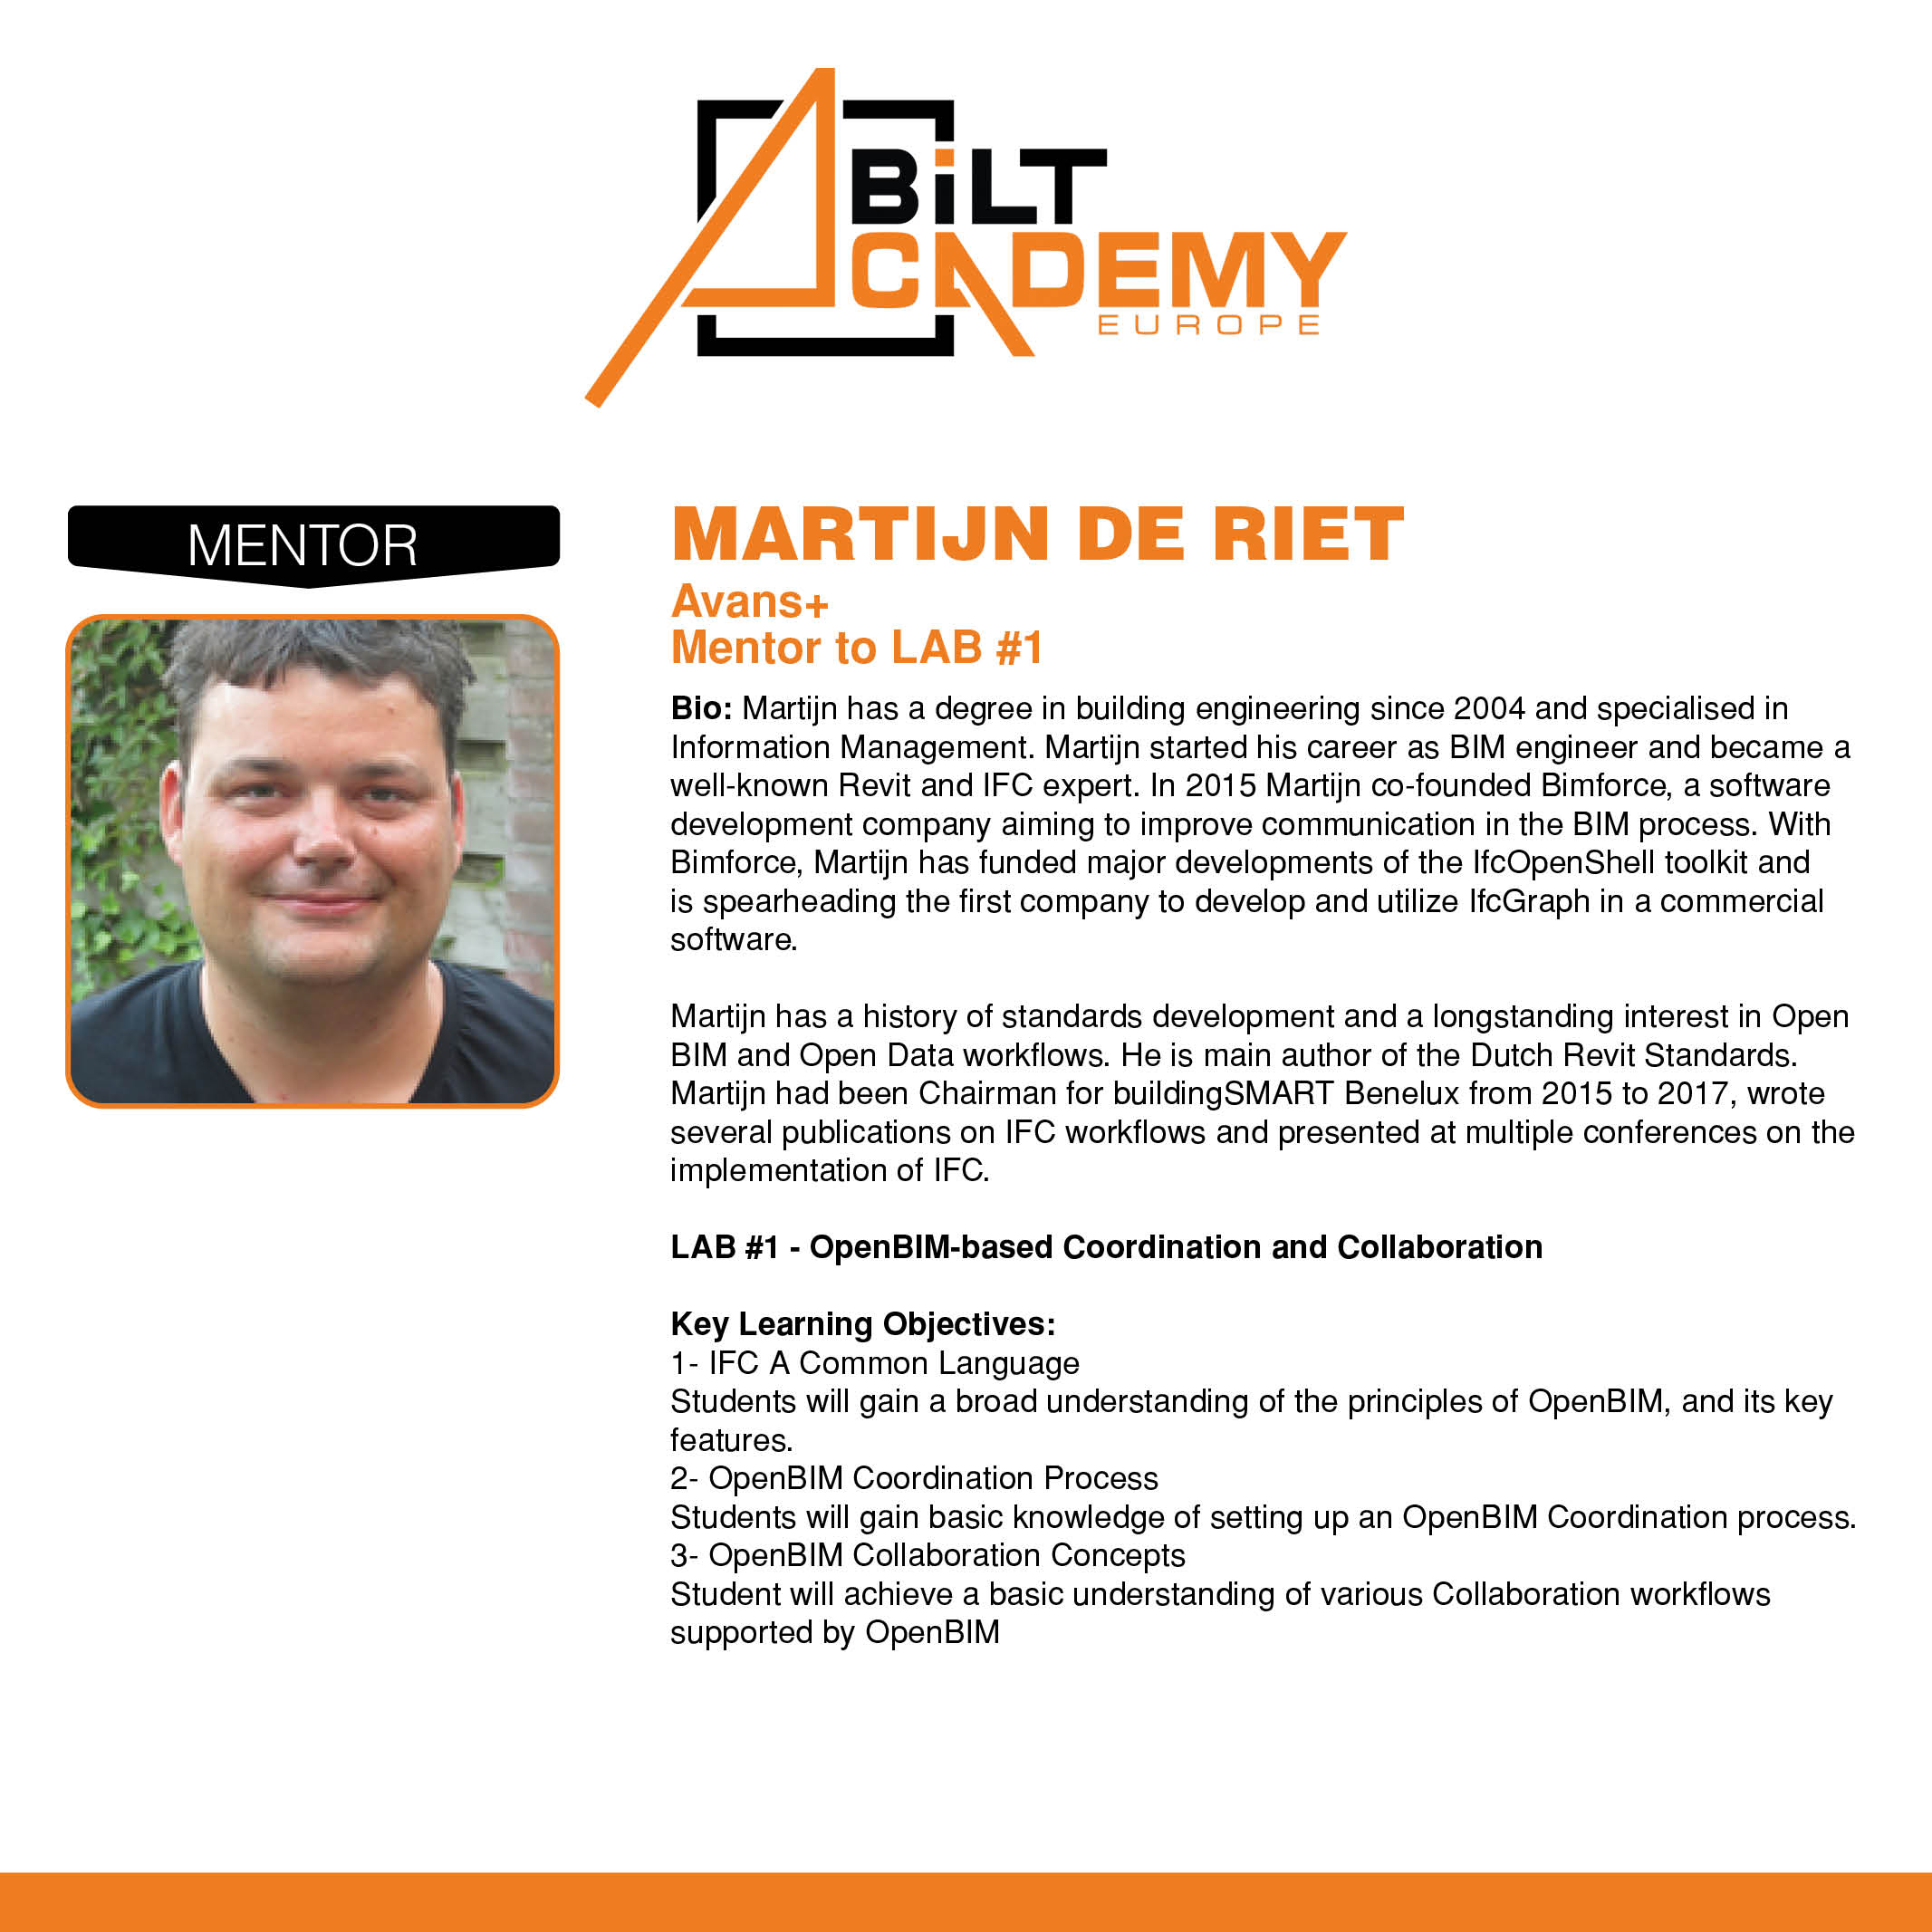 BiLT
ACADEMY
EUROPE
MENTOR
MARTIJN DE RIET
Avans+
Mentor to LAB #1
Bio: Martijn has a degree in building engineering since 2004 and specialised in
Information Management. Martijn started his career as BIM engineer and became a
well-known Revit and IFC expert. In 2015 Martijn co-founded Bimforce, a software
development company aiming to improve communication in the BIM process. With
Bimforce, Martijn has funded major developments of the IfcOpenShell toolkit and
is spearheading the first company to develop and utilize IfcGraph in a commercial
software.
Martijn has a history of standards development and a longstanding interest in Open
BIM and Open Data workflows. He is main author of the Dutch Revit Standards.
Martijn had been Chairman for buildingSMART Benelux from 2015 to 2017, wrote
several publications on IFC workflows and presented at multiple conferences on the
implementation of IFC.
LAB #1 - OpenBIM-based Coordination and Collaboration
Key Learning Objectives:
1- IFC A Common Language
Students will gain a broad understanding of the principles of OpenBIM, and its key
features.
2- OpenBIM Coordination Process
Students will gain basic knowledge of setting up an OpenBIM Coordination process.
3- OpenBIM Collaboration Concepts
Student will achieve a basic understanding of various Collaboration workflows
supported by OpenBIM